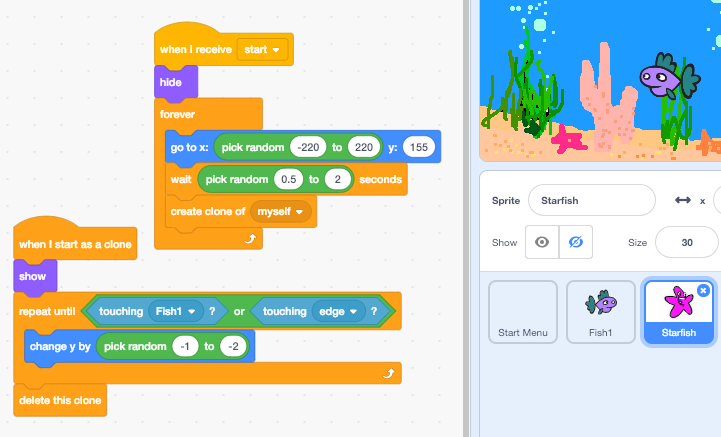 when I receive start
hide
forever
go to x: pick random -220 to 220 y: 155
wait pick random 0.5 to 2 seconds
create clone of myself
when I start as a clone
show
repeat until touching Fish1 ? or touching edge ?
change y by pick random -1 to -2
delete this clone
Sprite Starfish x
Show Size 30
Start Menu Fish1 Starfish